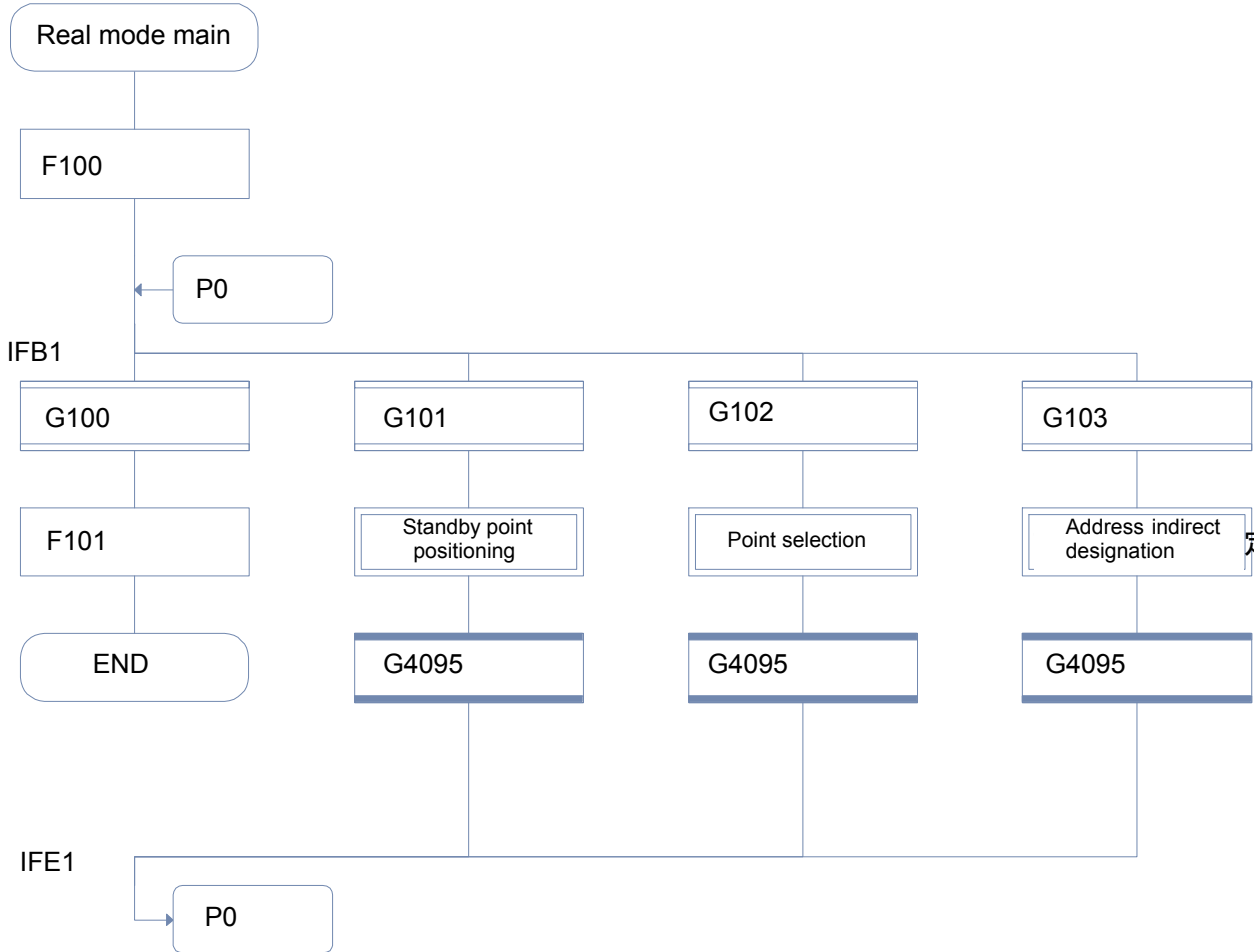 Real mode main
F100
P0
IFB1
G100
G101
G102
G103
F101
Standby point
positioning
Point selection
Address indirect
designation
定
END
G4095
G4095
G4095
IFE1
P0